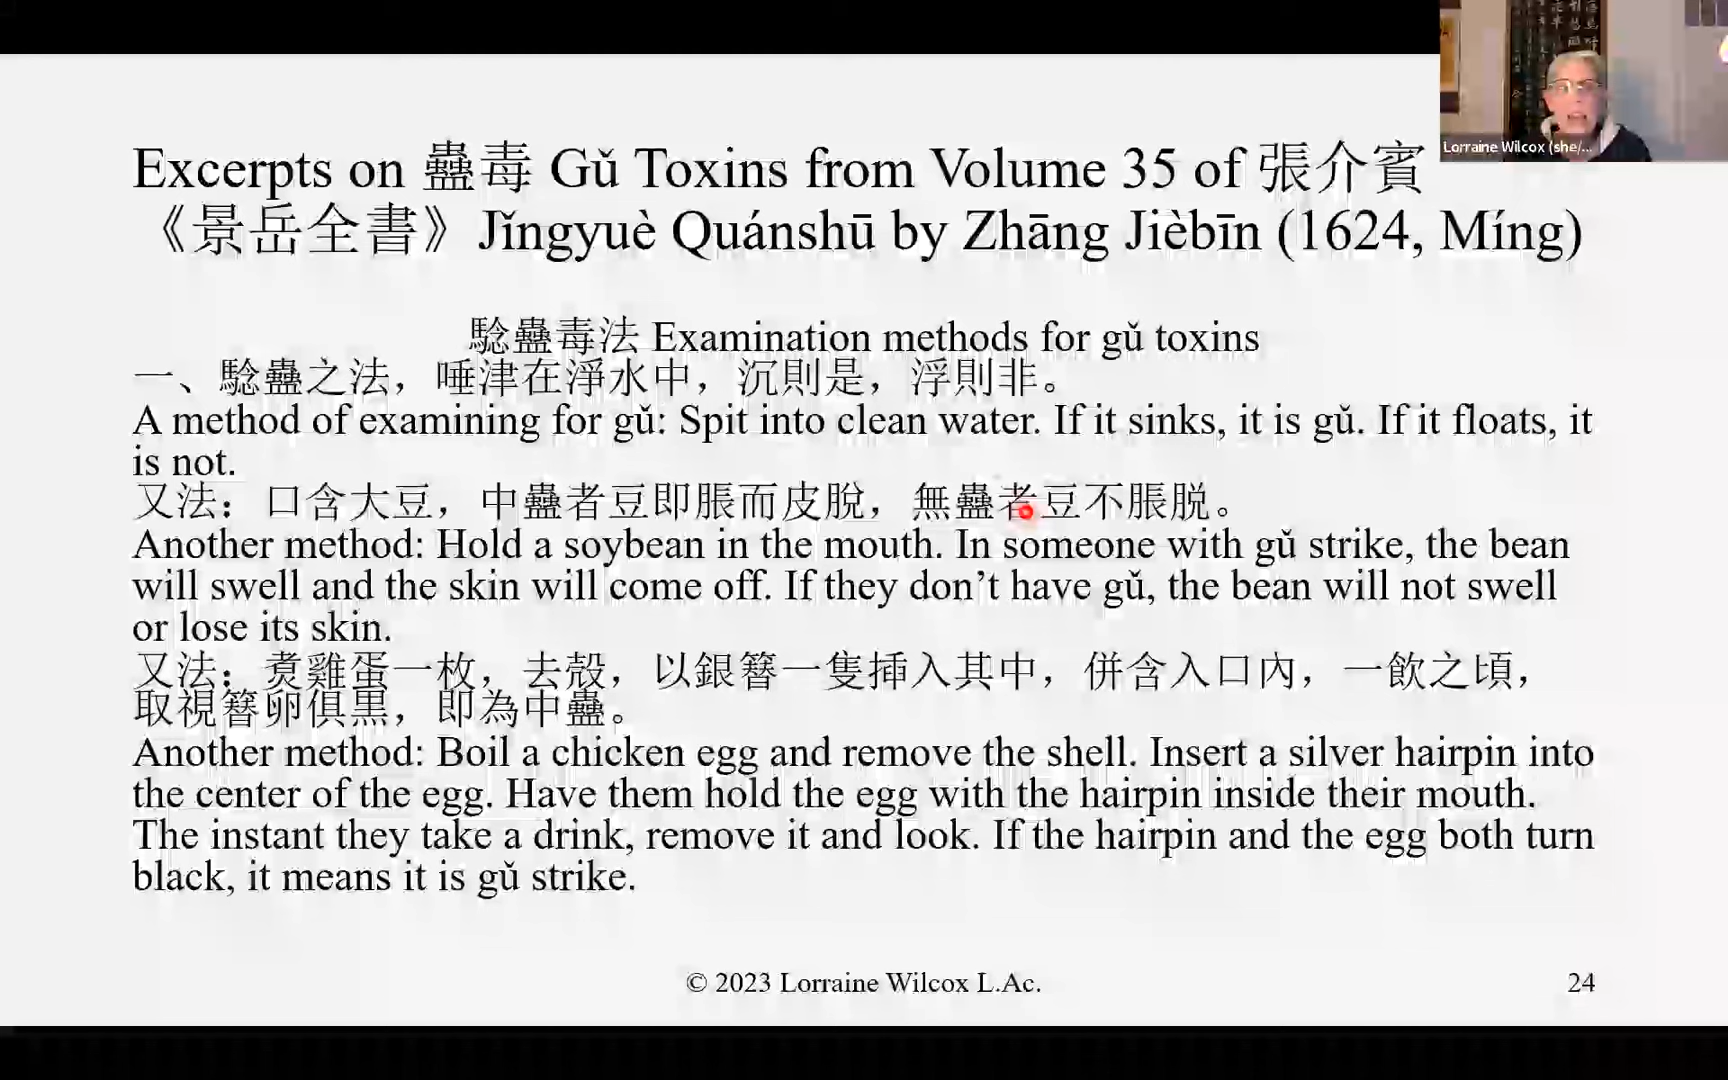 Lorraine Wilcox (she/...
Excerpts on 蠱毒 Gǔ Toxins from Volume 35 of 張介賓
《景岳全書》 Jǐngyuè Quánshū by Zhāng Jièbīn (1624, Míng)
騐蠱毒法 Examination methods for gǔ toxins
一、騐蠱之法，唾津在淨水中，沉則是，浮則非。
A method of examining for gǔ: Spit into clean water. If it sinks, it is gǔ. If it floats, it
is not.
又法：口含大豆，中蠱者豆即脹而皮脫，無蠱者豆不脹脫。
Another method: Hold a soybean in the mouth. In someone with gǔ strike, the bean
will swell and the skin will come off. If they don’t have gǔ, the bean will not swell
or lose its skin.
又法：煑雞蛋一枚，去殼，以銀簪一隻揷入其中，併含入口內，一飲之頃，
取視簪卵俱黒，即為中蠱。
Another method: Boil a chicken egg and remove the shell. Insert a silver hairpin into
the center of the egg. Have them hold the egg with the hairpin inside their mouth.
The instant they take a drink, remove it and look. If the hairpin and the egg both turn
black, it means it is gǔ strike.
© 2023 Lorraine Wilcox L.Ac.
24